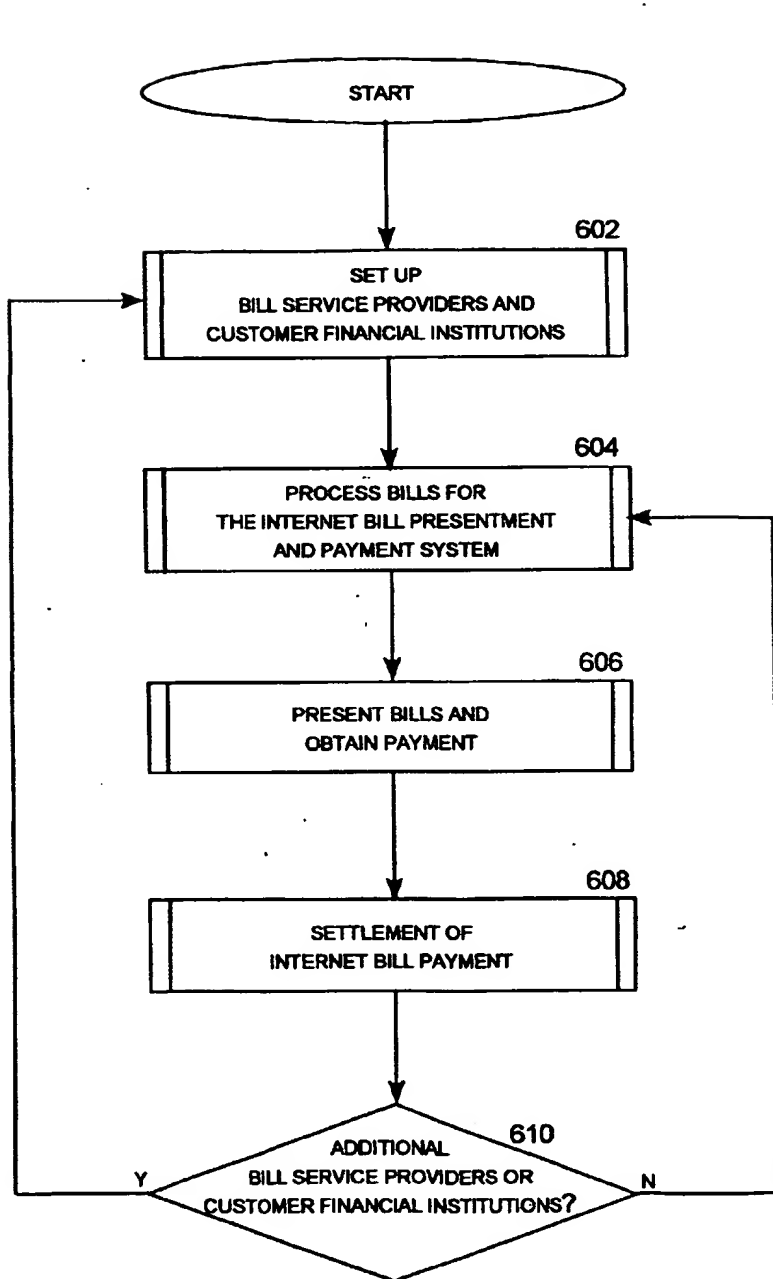 START
602
SET UP
BILL SERVICE PROVIDERS AND
CUSTOMER FINANCIAL INSTITUTIONS
604
PROCESS BILLS FOR
THE INTERNET BILL PRESENTMENT
AND PAYMENT SYSTEM
606
PRESENT BILLS AND
OBTAIN PAYMENT
608
SETTLEMENT OF
INTERNET BILL PAYMENT
610
ADDITIONAL
Y BILL SERVICE PROVIDERS OR N
CUSTOMER FINANCIAL INSTITUTIONS?